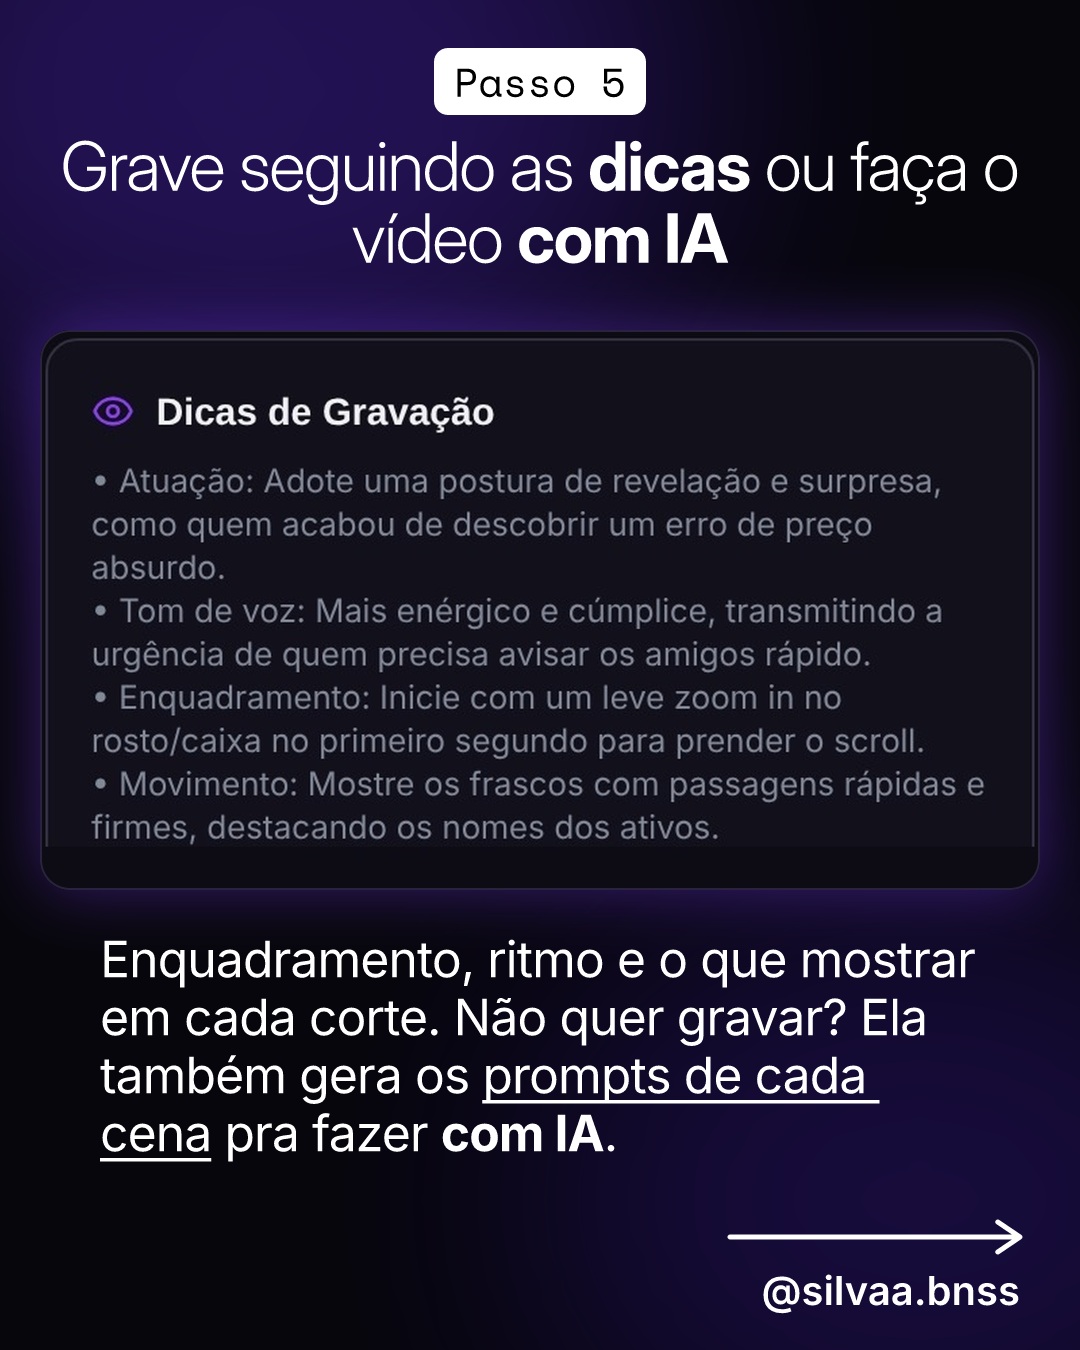 Passo 5
Grave seguindo as dicas ou faça o
vídeo com IA
Dicas de Gravação
• Atuação: Adote uma postura de revelação e surpresa,
como quem acabou de descobrir um erro de preço
absurdo.
• Tom de voz: Mais enérgico e cúmplice, transmitindo a
urgência de quem precisa avisar os amigos rápido.
• Enquadramento: Inicie com um leve zoom in no
rosto/caixa no primeiro segundo para prender o scroll.
• Movimento: Mostre os frascos com passagens rápidas e
firmes, destacando os nomes dos ativos.
Enquadramento, ritmo e o que mostrar
em cada corte. Não quer gravar? Ela
também gera os prompts de cada
cena pra fazer com IA.
@silvaa.bnss